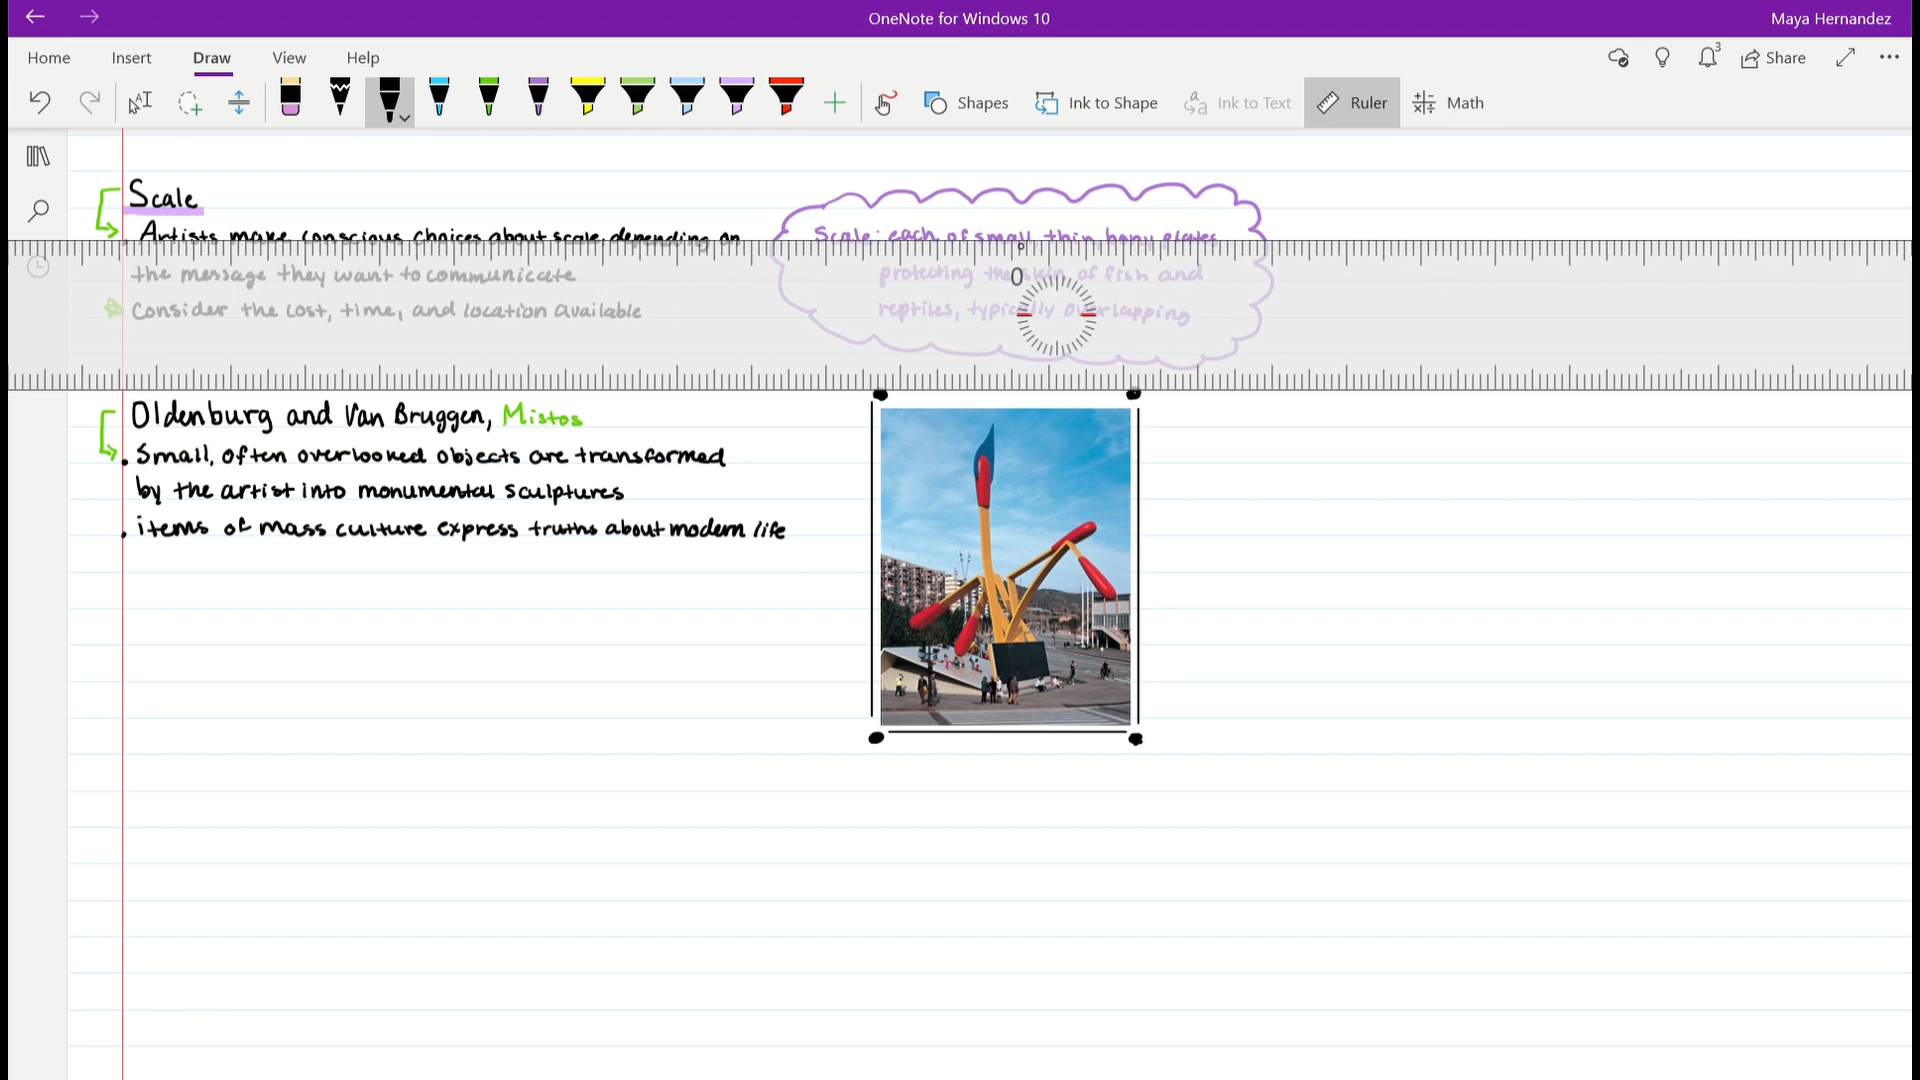 OneNote for Windows 10
Maya Hernandez
Home
Insert
Draw
View
Help
3
Share
Shapes
Ink to Shape
Ink to Text
Ruler
Math
Scale
Artists make conscious choices about scale, depending on
the message they want to communicate
Consider the cost, time, and location available
Scale: each of small, thin, bony plates
protecting the skin of fish and
reptiles, typically overlapping
0°
Oldenburg and Van Bruggen, Mistos
• Small, often overlooked objects are transformed
by the artist into monumental sculptures
• items of mass culture express truths about modern life